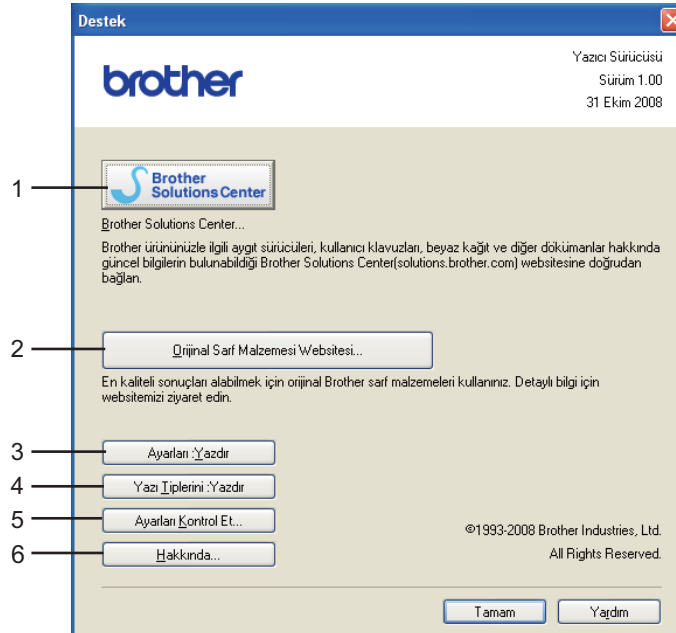 Destek
brother
Yazıcı Sürücüsü
Sürüm 1.00
31 Ekim 2008
1
Brother
Solutions Center
Brother Solutions Center...
Brother ürününüzle ilgili aygıt sürücüleri, kullanıcı klavuzları, beyaz kağıt ve diğer dökümanlar hakkında
güncel bilgilerin bulunabildiği Brother Solutions Center(solutions.brother.com) websitesine doğrudan
bağlan.
2
Orijinal Sarf Malzemesi Websitesi...
En kaliteli sonuçları alabilmek için orijinal Brother sarf malzemeleri kullanınız. Detaylı bilgi için
websitemizi ziyaret edin.
3
Ayarları :Yazdır
4
Yazı Tiplerini :Yazdır
5
Ayarları Kontrol Et...
6
Hakkında...
©1993-2008 Brother Industries, Ltd.
All Rights Reserved.
Tamam
Yardım